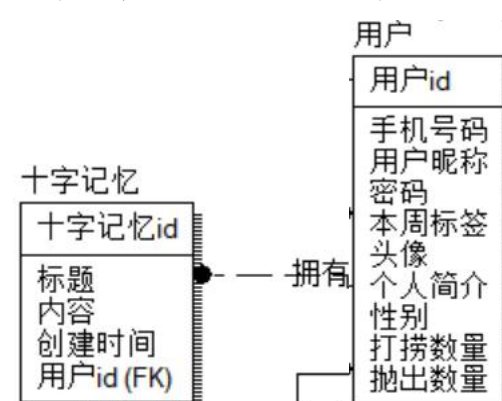 用户
用户id
手机号码
用户昵称
密码
本周标签
头像
个人简介
性别
打捞数量
抛出数量
十字记忆
十字记忆id
标题
内容
创建时间
用户id (FK)
拥有